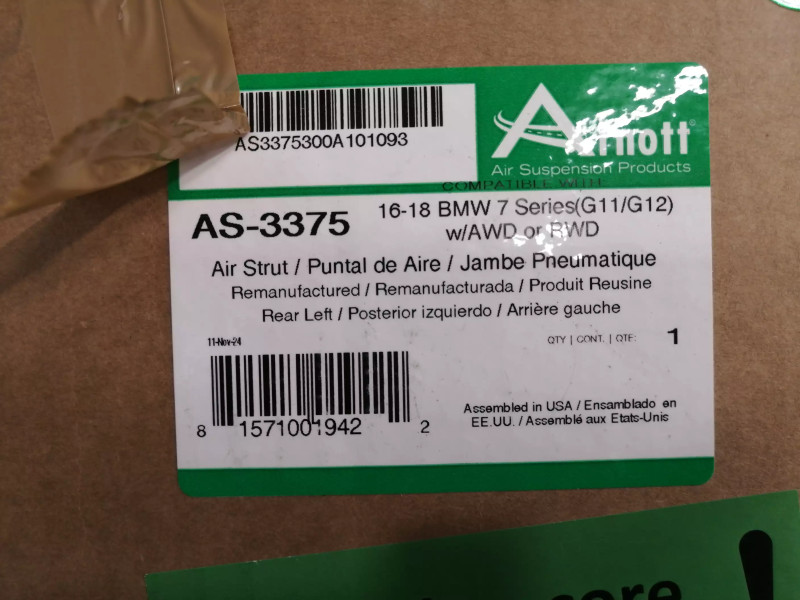 AS3375300A101093
Arnott®
Air Suspension Products
COMPATIBLE WITH
AS-3375
16-18 BMW 7 Series(G11/G12)
w/AWD or RWD
Air Strut / Puntal de Aire / Jambe Pneumatique
Remanufactured / Remanufacturada / Produit Reusine
Rear Left / Posterior izquierdo / Arrière gauche
11-Nov-24
QTY | CONT. | QTE: 1
8 1571001942 2
Assembled in USA / Ensamblado en
EE.UU. / Assemblé aux Etats-Unis
!